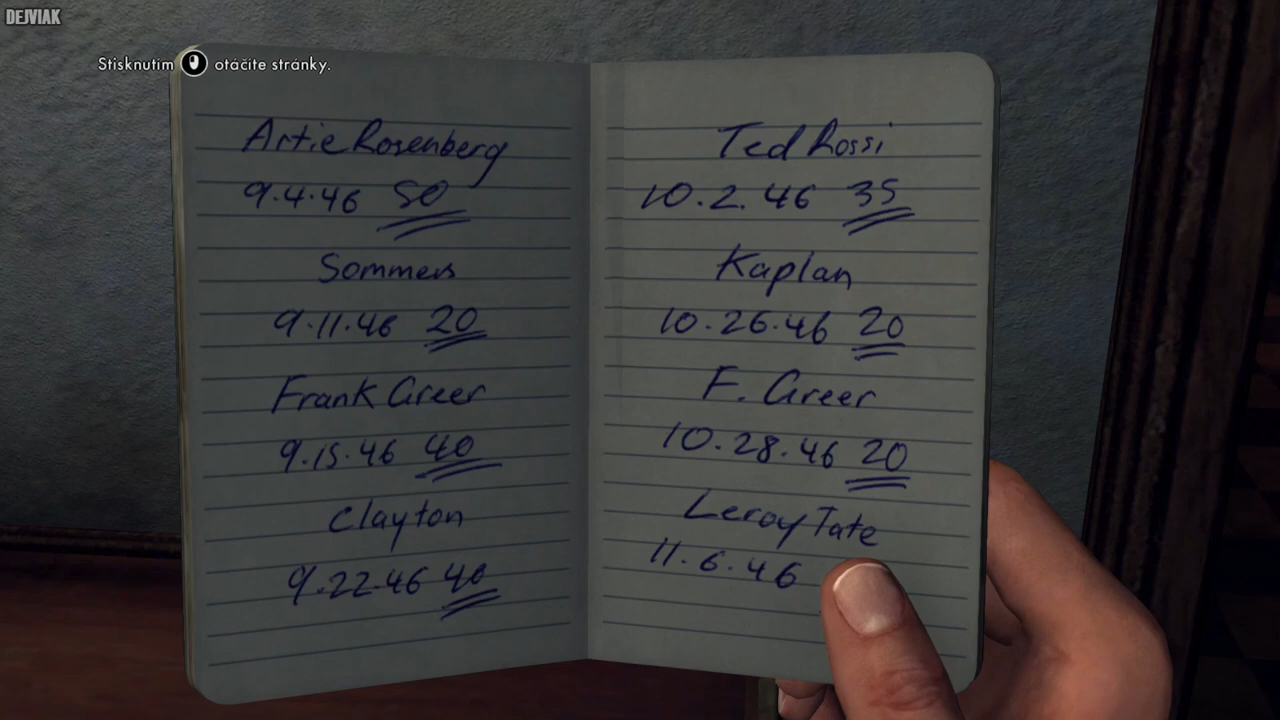 DEJVIAK
Stisknutím otáčíte stránky.
Artie Rosenberg
9.4.46 50
Sommers
9.11.46 20
Frank Greer
9.15.46 40
Clayton
9.22.46 40
Ted Rossi
10.2.46 35
Kaplan
10.26.46 20
F. Greer
10.28.46 20
Leroy Tate
11.6.46